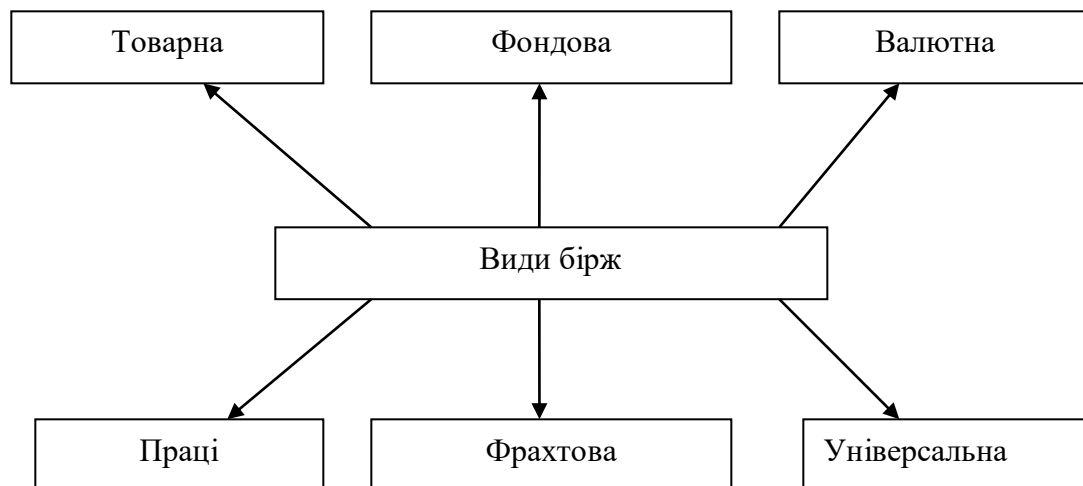 Товарна
Фондова
Валютна
Види бірж
Праці
Фрахтова
Універсальна